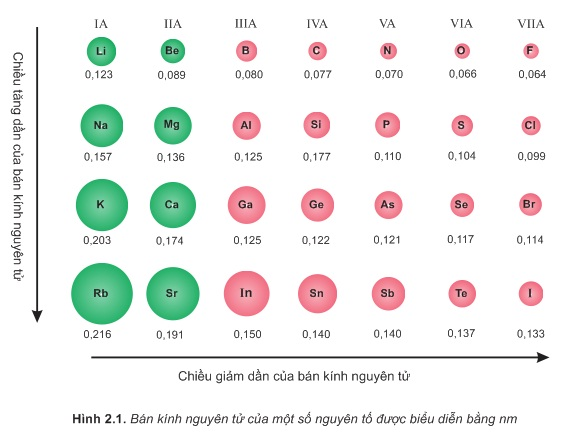 IA IIA IIIA IVA VA VIA VIIA
Chiều tăng dần của bán kính nguyên tử
Li Be B C N O F
0,123 0,089 0,080 0,077 0,070 0,066 0,064
Na Mg Al Si P S Cl
0,157 0,136 0,125 0,177 0,110 0,104 0,099
K Ca Ga Ge As Se Br
0,203 0,174 0,125 0,122 0,121 0,117 0,114
Rb Sr In Sn Sb Te I
0,216 0,191 0,150 0,140 0,140 0,137 0,133
Chiều giảm dần của bán kính nguyên tử
Hình 2.1. Bán kính nguyên tử của một số nguyên tố được biểu diễn bằng nm